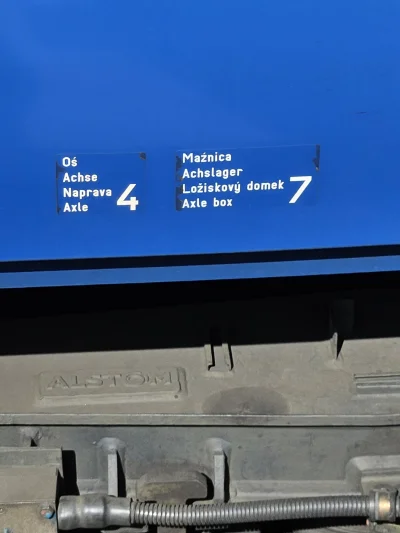 Oś
Achse
Naprava
Axle
4
Maźnica
Achslager
Ložiskový domek
Axle box
7
ALSTOM